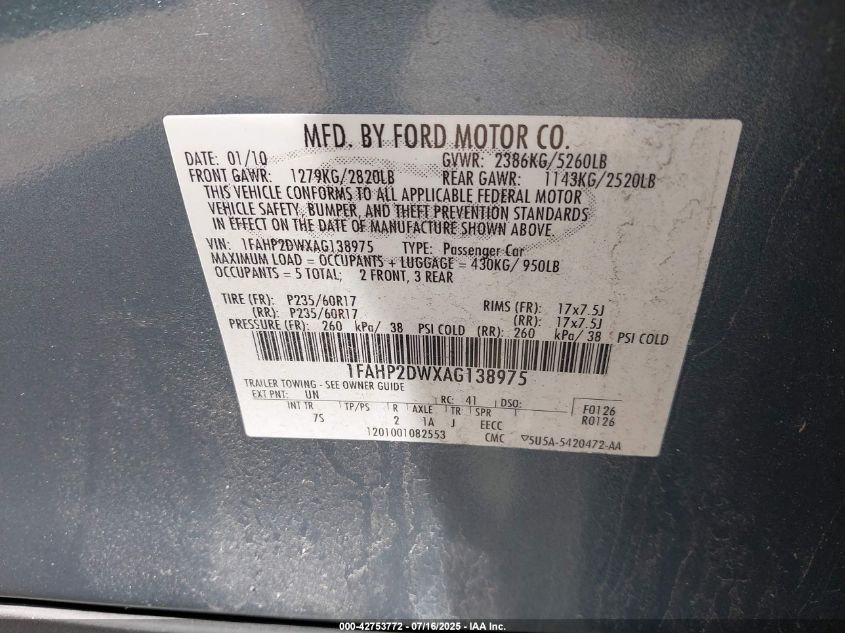 MFD. BY FORD MOTOR CO.
DATE: 01/10 GVWR: 2386KG/5260LB
FRONT GAWR: 1279KG/2820LB REAR GAWR: 1143KG/2520LB
THIS VEHICLE CONFORMS TO ALL APPLICABLE FEDERAL MOTOR
VEHICLE SAFETY, BUMPER, AND THEFT PREVENTION STANDARDS
IN EFFECT ON THE DATE OF MANUFACTURE SHOWN ABOVE.
VIN: 1FAHP2DWXAG138975 TYPE: Passenger Car
MAXIMUM LOAD = OCCUPANTS + LUGGAGE = 430KG/ 950LB
OCCUPANTS = 5 TOTAL; 2 FRONT, 3 REAR
TIRE (FR): P235/60R17 RIMS (FR): 17x7.5J
(RR): P235/60R17 (RR): 17x7.5J
PRESSURE (FR): 260 kPa/ 38 PSI COLD (RR): 260 kPa/ 38 PSI COLD
1FAHP2DWXAG138975
TRAILER TOWING - SEE OWNER GUIDE
EXT PNT: UN RC: 41 DSO: F0126
INT TR TP/PS R AXLE TR SPR R0126
7S 2 1A J EECC
1201001082553 CMC 5U5A-5420472-AA
000-42753772 | 07/16/2025 | IAA Inc.